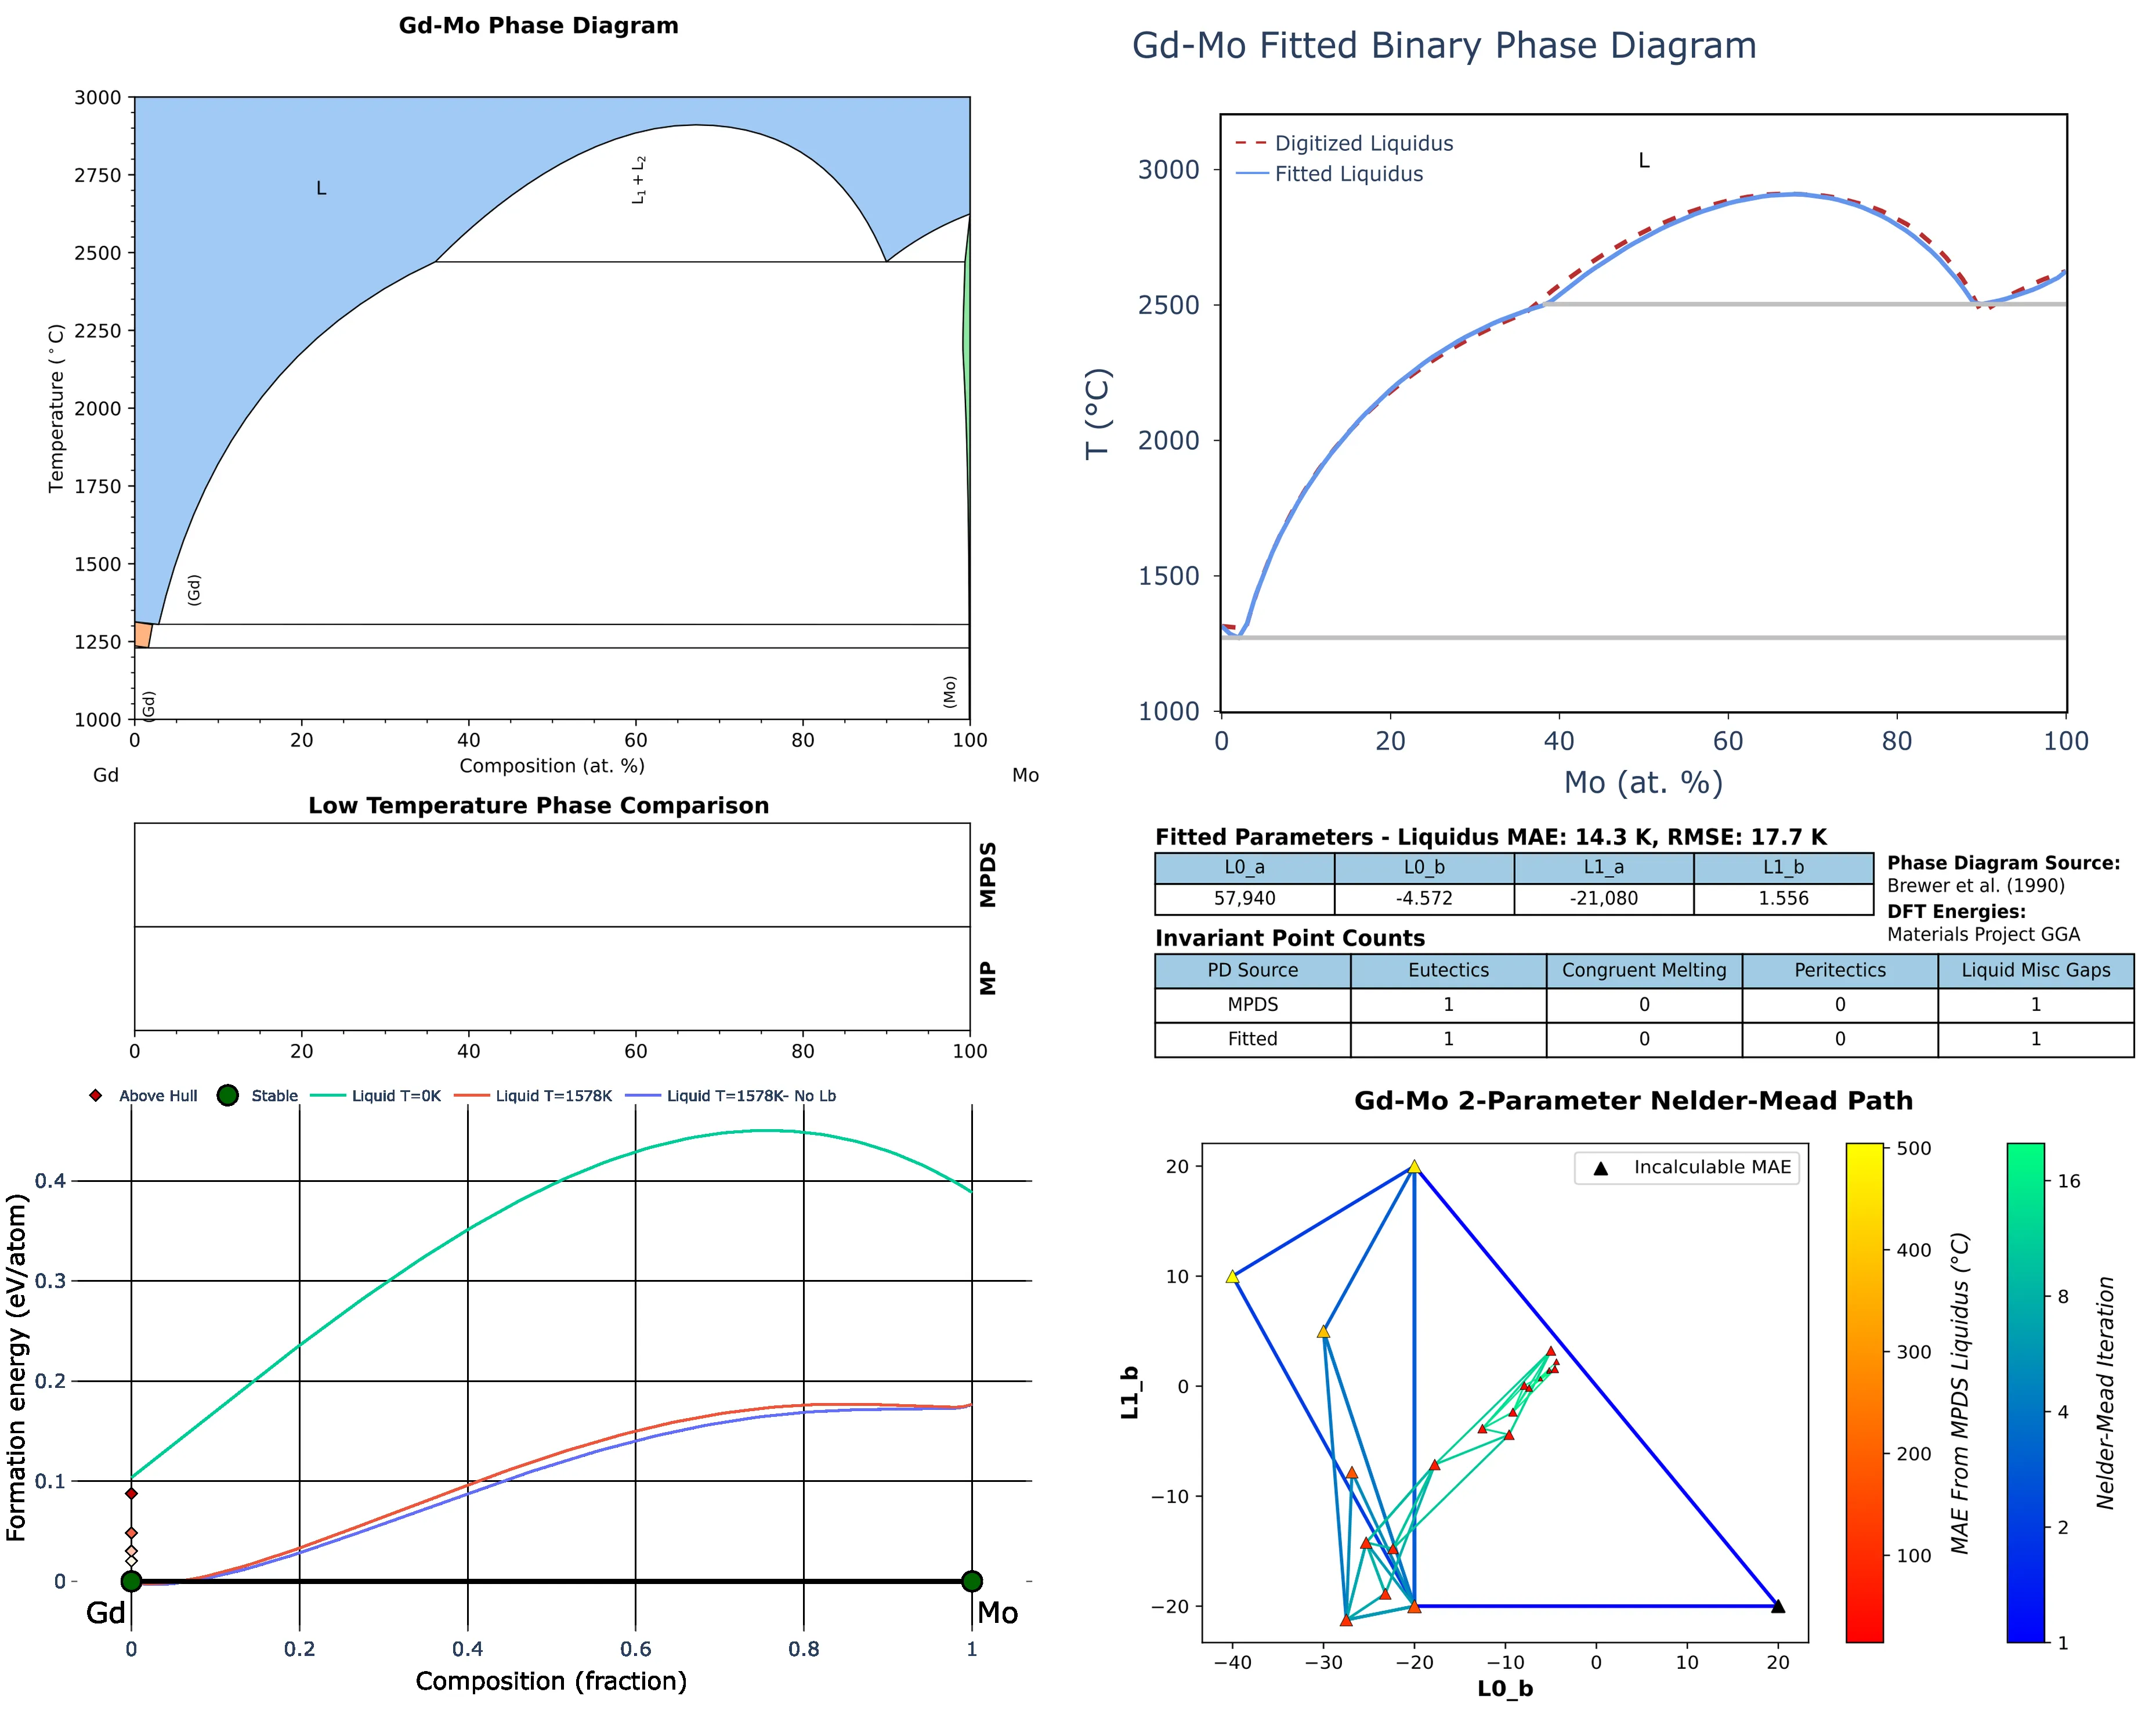 Gd-Mo Phase Diagram
3000
2750
2500
2250
2000
1750
1500
1250
1000
Temperature (°C)
L
L₁ + L₂
(Gd)
(Gd)
(Mo)
0 20 40 60 80 100
Composition (at. %)
Gd Mo
Gd-Mo Fitted Binary Phase Diagram
Digitized Liquidus
Fitted Liquidus
L
3000
2500
2000
1500
1000
T (°C)
0 20 40 60 80 100
Mo (at. %)
Low Temperature Phase Comparison
MPDS
MP
0 20 40 60 80 100
Fitted Parameters - Liquidus MAE: 14.3 K, RMSE: 17.7 K
L0_a L0_b L1_a L1_b
57,940 -4.572 -21,080 1.556
Phase Diagram Source:
Brewer et al. (1990)
DFT Energies:
Materials Project GGA
Invariant Point Counts
PD Source Eutectics Congruent Melting Peritectics Liquid Misc Gaps
MPDS 1 0 0 1
Fitted 1 0 0 1
Above Hull Stable Liquid T=0K Liquid T=1578K Liquid T=1578K- No Lb
0.4
0.3
0.2
0.1
0
Formation energy (eV/atom)
Gd Mo
0 0.2 0.4 0.6 0.8 1
Composition (fraction)
Gd-Mo 2-Parameter Nelder-Mead Path
Incalculable MAE
20
10
0
−10
−20
L1_b
−40 −30 −20 −10 0 10 20
L0_b
500
400
300
200
100
MAE From MPDS Liquidus (°C)
16
8
4
2
1
Nelder-Mead Iteration